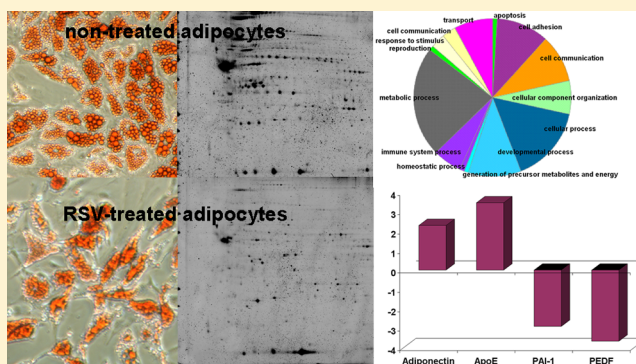 non-treated adipocytes
RSV-treated adipocytes
transport
apoptosis
cell adhesion
cell communication
cell communication
response to stimulus
reproduction
metabolic process
cellular component organization
cellular process
developmental process
immune system process
homeostatic process
generation of precursor metabolites and energy
4
3
2
1
0
-1
-2
-3
-4
Adiponectin ApoE PAI-1 PEDF